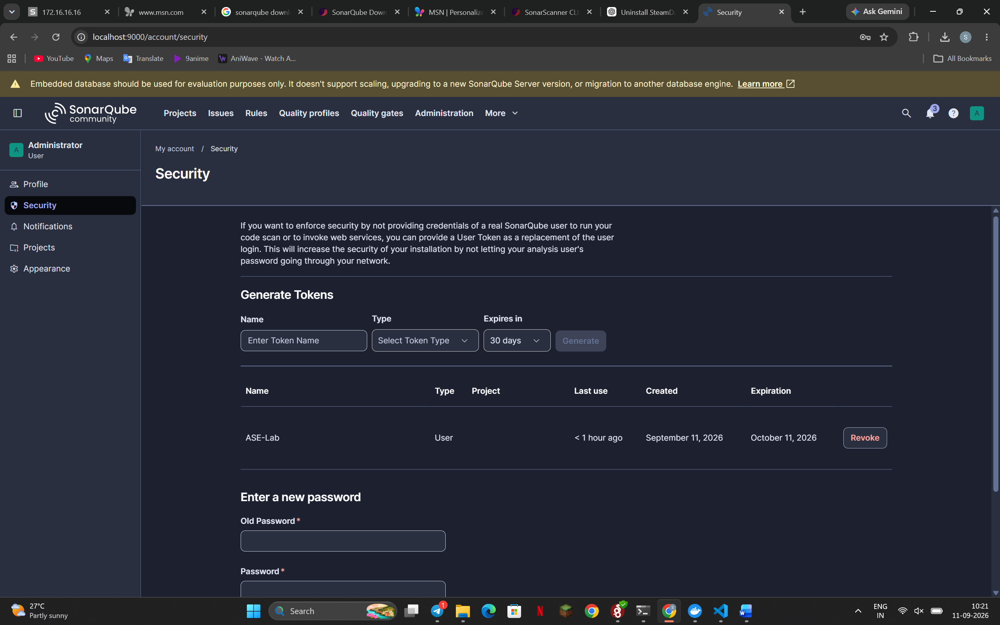 172.16.16.16
www.msn.com
sonarqube downl
SonarQube Down
MSN | Personalize
SonarScanner CLI
Uninstall SteamDa
Security
Ask Gemini
localhost:9000/account/security
S
YouTube
Maps
Translate
9anime
AniWave - Watch A...
All Bookmarks
Embedded database should be used for evaluation purposes only. It doesn't support scaling, upgrading to a new SonarQube Server version, or migration to another database engine. Learn more
SonarQube
community
Projects
Issues
Rules
Quality profiles
Quality gates
Administration
More
3
A
A
Administrator
User
Profile
Security
Notifications
Projects
Appearance
My account / Security
Security
If you want to enforce security by not providing credentials of a real SonarQube user to run your
code scan or to invoke web services, you can provide a User Token as a replacement of the user
login. This will increase the security of your installation by not letting your analysis user's
password going through your network.
Generate Tokens
Name
Type
Expires in
Enter Token Name
Select Token Type
30 days
Generate
Name Type Project Last use Created Expiration
ASE-Lab User < 1 hour ago September 11, 2026 October 11, 2026 Revoke
Enter a new password
Old Password *
Password *
27°C
Partly sunny
Search
1
ENG
IN
10:21
11-09-2026